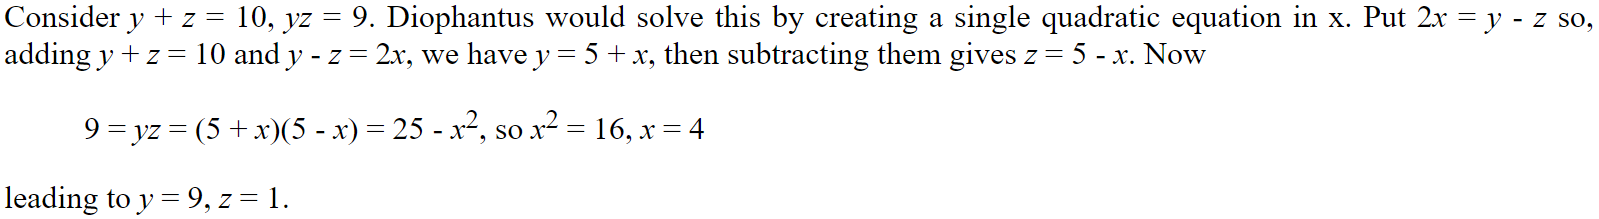 Consider y + z = 10, yz = 9. Diophantus would solve this by creating a single quadratic equation in x. Put 2x = y - z so,
adding y + z = 10 and y - z = 2x, we have y = 5 + x, then subtracting them gives z = 5 - x. Now
9 = yz = (5 + x)(5 - x) = 25 - x², so x² = 16, x = 4
leading to y = 9, z = 1.